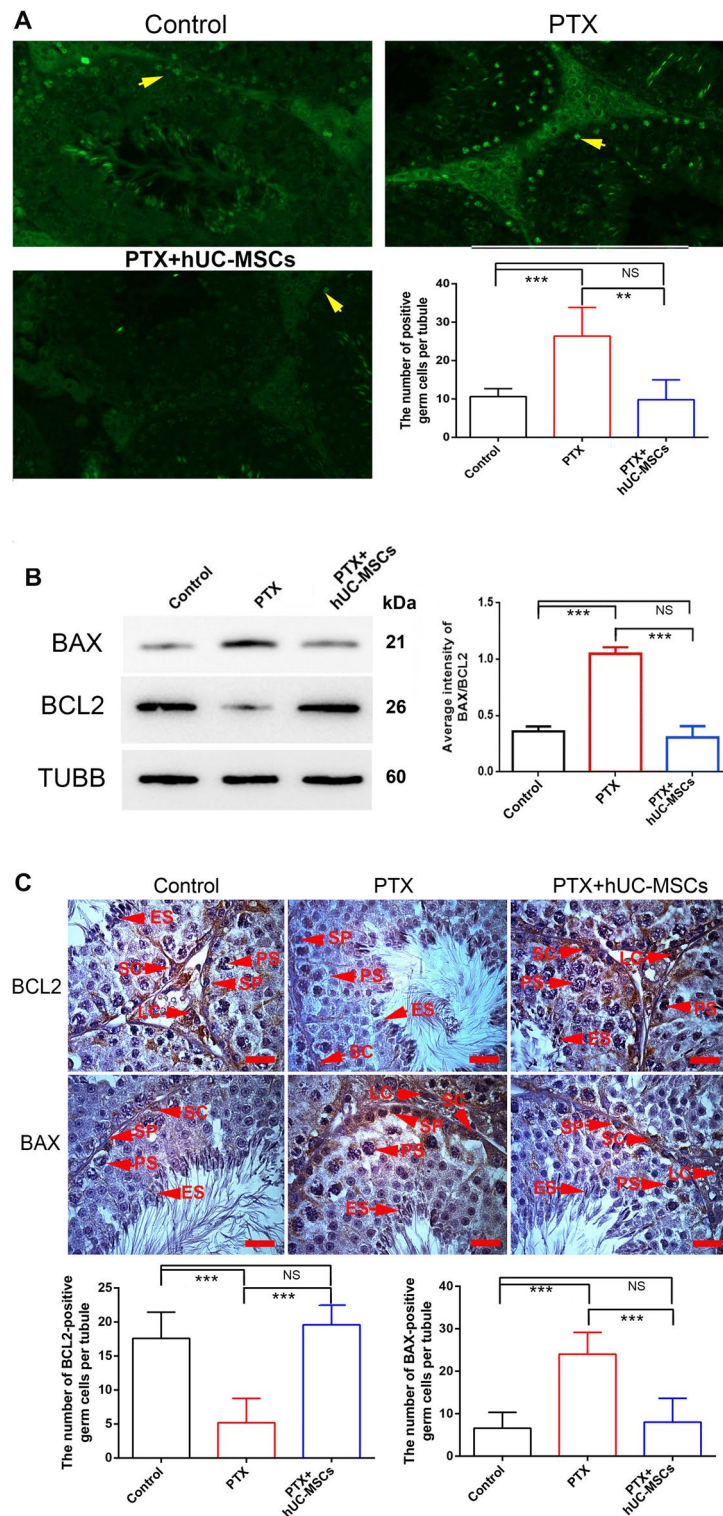 A
Control
PTX
PTX+hUC-MSCs
The number of positive
germ cells per tubule
40
30
20
10
0
***
**
NS
Control
PTX
PTX+
hUC-MSCs
B
Control
PTX
PTX+
hUC-MSCs
kDa
BAX
21
BCL2
26
TUBB
60
Average intensity of
BAX/BCL2
1.5
1.0
0.5
0.0
***
NS
***
Control
PTX
PTX+
hUC-MSCs
C
Control
PTX
PTX+hUC-MSCs
BCL2
ES
SC
PS
SP
LC
SP
PS
ES
SC
SC
LC
PS
PS
ES
BAX
SC
SP
PS
ES
LC
SC
SP
PS
ES
SP
SC
LC
ES
PS
The number of BCL2-positive
germ cells per tubule
25
20
15
10
5
0
***
NS
***
Control
PTX
PTX+
hUC-MSCs
The number of BAX-positive
germ cells per tubule
40
30
20
10
0
***
NS
***
Control
PTX
PTX+
hUC-MSCs